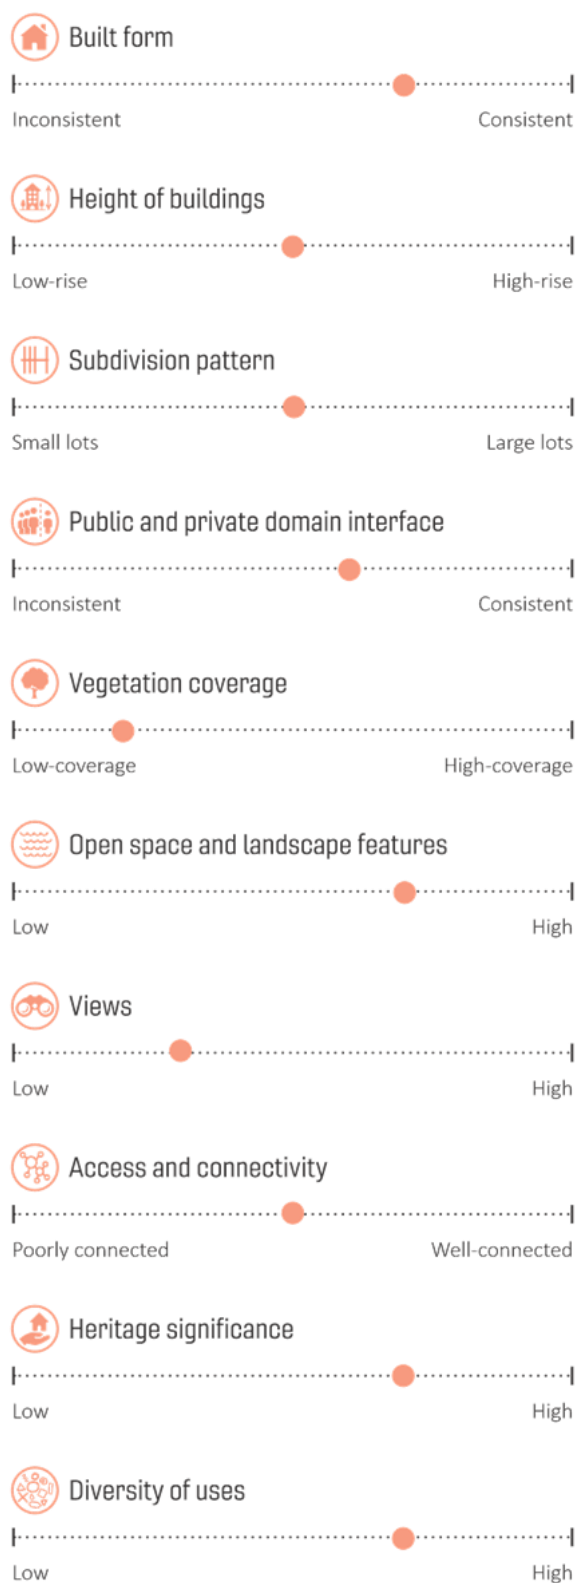 Built form
Inconsistent Consistent
Height of buildings
Low-rise High-rise
Subdivision pattern
Small lots Large lots
Public and private domain interface
Inconsistent Consistent
Vegetation coverage
Low-coverage High-coverage
Open space and landscape features
Low High
Views
Low High
Access and connectivity
Poorly connected Well-connected
Heritage significance
Low High
Diversity of uses
Low High